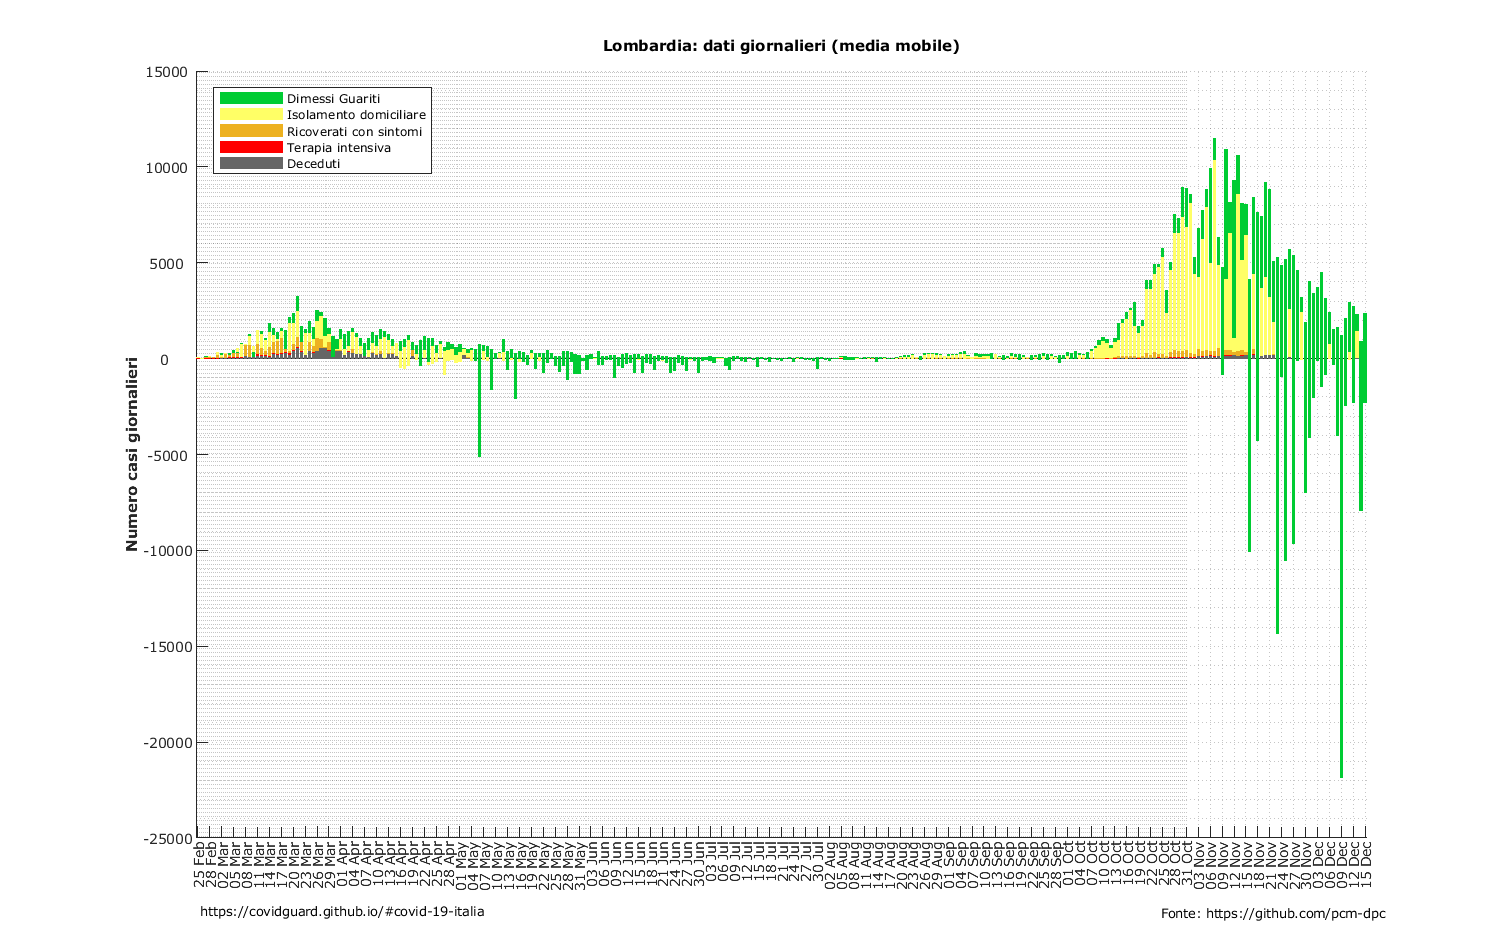 Lombardia: dati giornalieri (media mobile)
Dimessi Guariti
Isolamento domiciliare
Ricoverati con sintomi
Terapia intensiva
Deceduti
Numero casi giornalieri
15000
10000
5000
0
-5000
-10000
-15000
-20000
-25000
25 Feb
28 Feb
02 Mar
05 Mar
08 Mar
11 Mar
14 Mar
17 Mar
20 Mar
23 Mar
26 Mar
29 Mar
01 Apr
04 Apr
07 Apr
10 Apr
13 Apr
16 Apr
19 Apr
22 Apr
25 Apr
28 Apr
01 May
04 May
07 May
10 May
13 May
16 May
19 May
22 May
25 May
28 May
31 May
03 Jun
06 Jun
09 Jun
12 Jun
15 Jun
18 Jun
21 Jun
24 Jun
27 Jun
30 Jun
03 Jul
06 Jul
09 Jul
12 Jul
15 Jul
18 Jul
21 Jul
24 Jul
27 Jul
30 Jul
02 Aug
05 Aug
08 Aug
11 Aug
14 Aug
17 Aug
20 Aug
23 Aug
26 Aug
29 Aug
01 Sep
04 Sep
07 Sep
10 Sep
13 Sep
16 Sep
19 Sep
22 Sep
25 Sep
28 Sep
01 Oct
04 Oct
07 Oct
10 Oct
13 Oct
16 Oct
19 Oct
22 Oct
25 Oct
28 Oct
31 Oct
03 Nov
06 Nov
09 Nov
12 Nov
15 Nov
18 Nov
21 Nov
24 Nov
27 Nov
30 Nov
03 Dec
06 Dec
09 Dec
12 Dec
15 Dec
https://covidguard.github.io/#covid-19-italia
Fonte: https://github.com/pcm-dpc